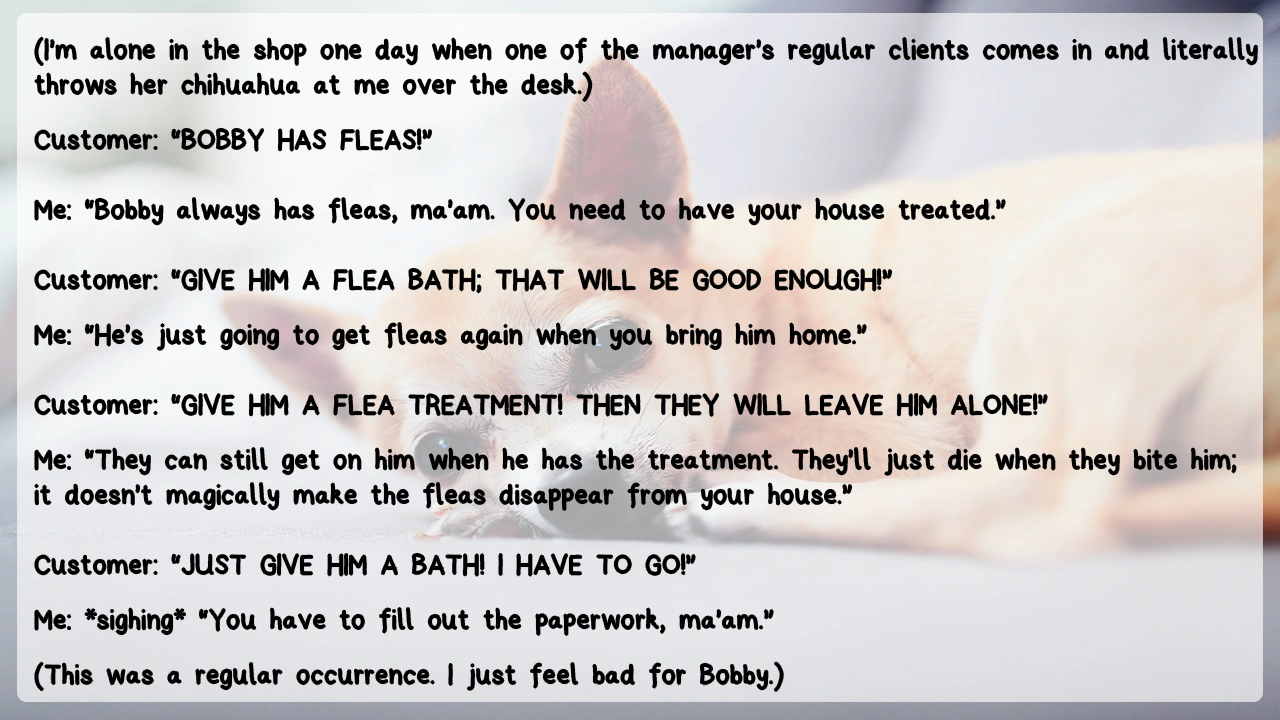 (I'm alone in the shop one day when one of the manager's regular clients comes in and literally
throws her chihuahua at me over the desk.)
Customer: "BOBBY HAS FLEAS!"
Me: "Bobby always has fleas, ma'am. You need to have your house treated."
Customer: "GIVE HIM A FLEA BATH; THAT WILL BE GOOD ENOUGH!"
Me: "He's just going to get fleas again when you bring him home."
Customer: "GIVE HIM A FLEA TREATMENT! THEN THEY WILL LEAVE HIM ALONE!"
Me: "They can still get on him when he has the treatment. They'll just die when they bite him;
it doesn't magically make the fleas disappear from your house."
Customer: "JUST GIVE HIM A BATH! I HAVE TO GO!"
Me: *sighing* "You have to fill out the paperwork, ma'am."
(This was a regular occurrence. I just feel bad for Bobby.)